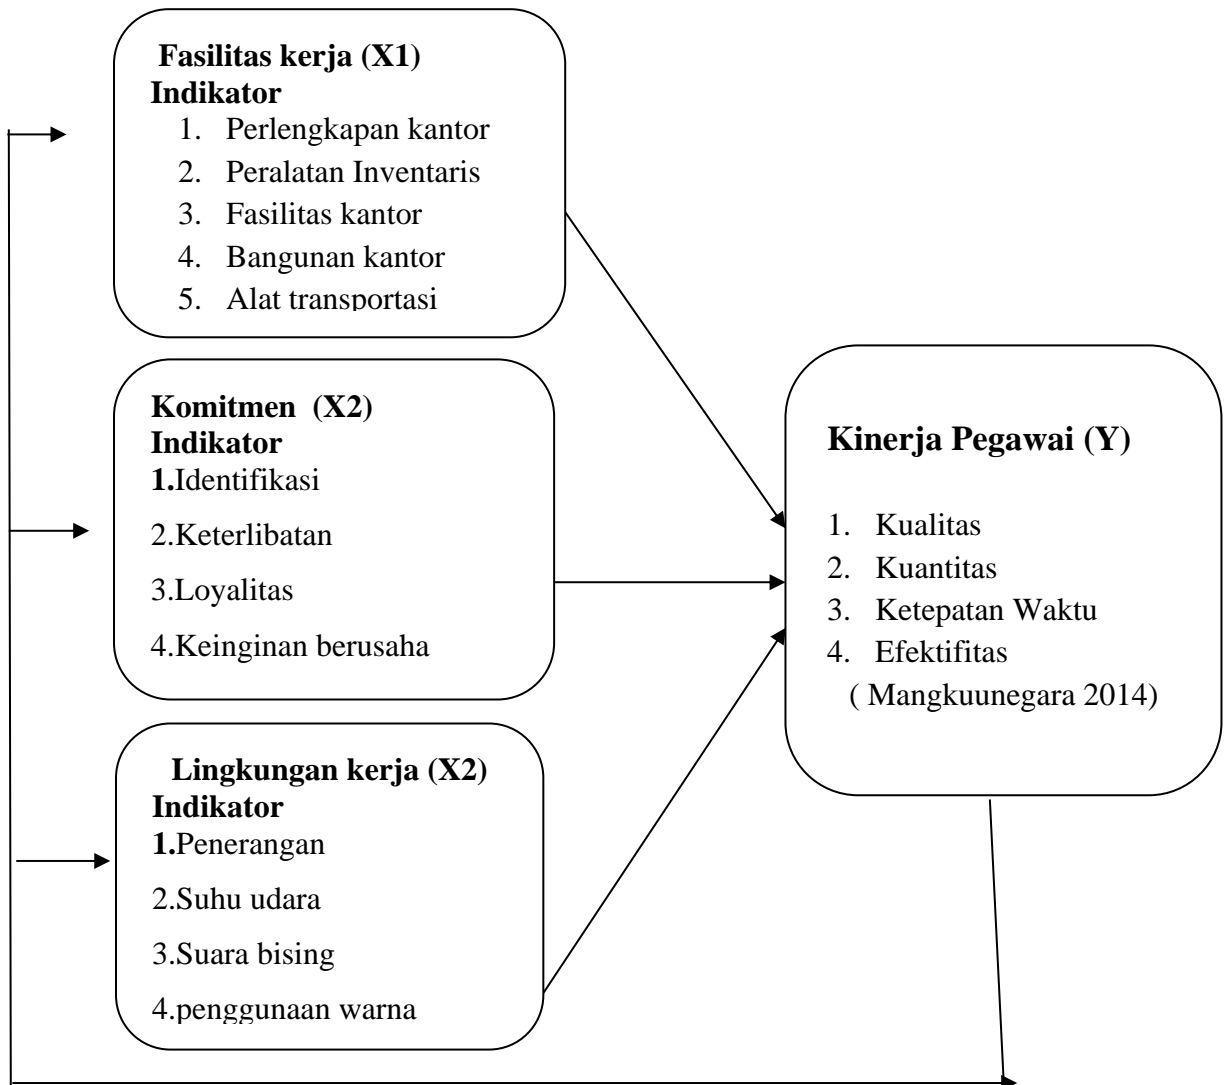 Fasilitas kerja (X1)
Indikator
1. Perlengkapan kantor
2. Peralatan Inventaris
3. Fasilitas kantor
4. Bangunan kantor
5. Alat transportasi
Komitmen (X2)
Indikator
1.Identifikasi
2.Keterlibatan
3.Loyalitas
4.Keinginan berusaha
Lingkungan kerja (X2)
Indikator
1.Penerangan
2.Suhu udara
3.Suara bising
4.penggunaan warna
Kinerja Pegawai (Y)
1. Kualitas
2. Kuantitas
3. Ketepatan Waktu
4. Efektifitas
( Mangkuunegara 2014)